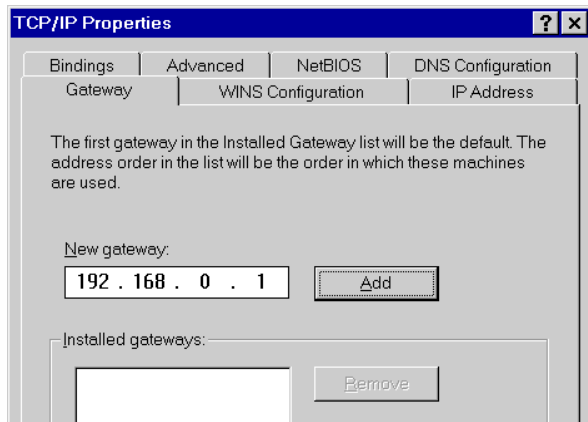 TCP/IP Properties
? ×
Bindings Advanced NetBIOS DNS Configuration
Gateway WINS Configuration IP Address
The first gateway in the Installed Gateway list will be the default. The
address order in the list will be the order in which these machines
are used.
New gateway:
192 . 168 . 0 . 1 Add
Installed gateways:
Remove